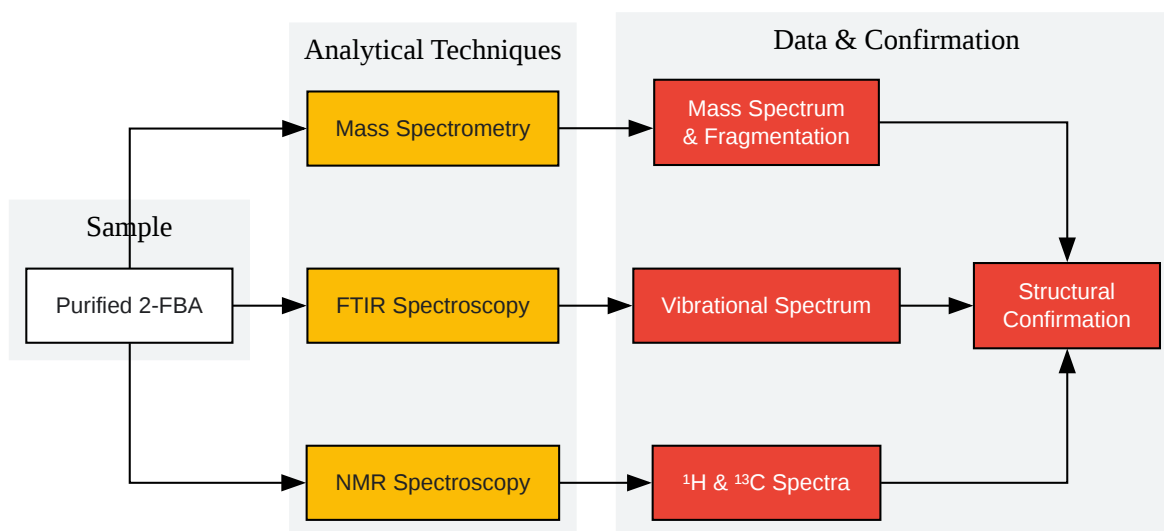 Analytical Techniques
Data & Confirmation
Mass Spectrometry
Mass Spectrum
& Fragmentation
Sample
Purified 2-FBA
FTIR Spectroscopy
Vibrational Spectrum
Structural
Confirmation
NMR Spectroscopy
¹H & ¹³C Spectra